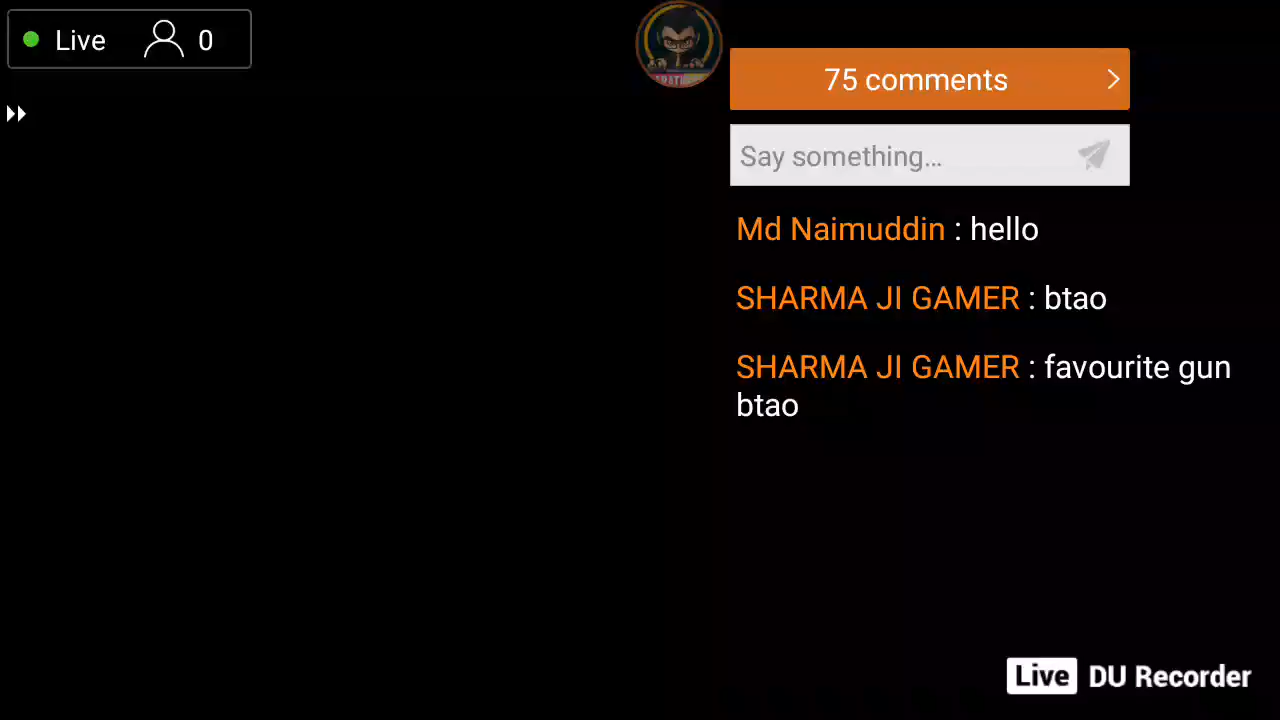 Live 0
75 comments
Say something...
Md Naimuddin : hello
SHARMA JI GAMER : btao
SHARMA JI GAMER : favourite gun
btao
Live DU Recorder